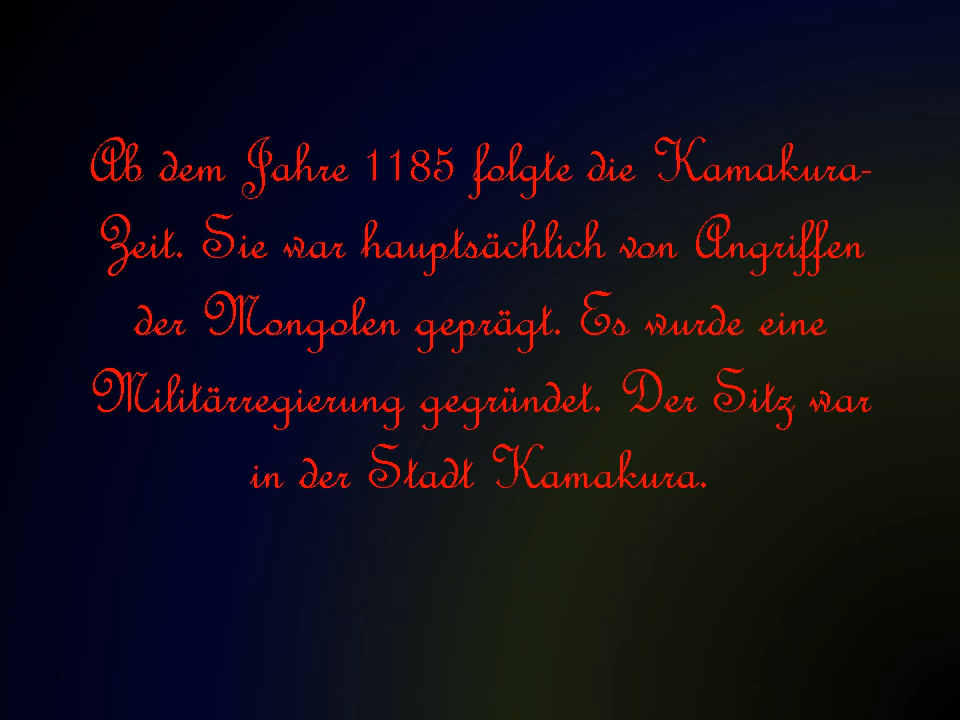 Ab dem Jahre 1185 folgte die Kamakura-
Zeit. Sie war hauptsächlich von Angriffen
der Mongolen geprägt. Es wurde eine
Militärregierung gegründet. Der Sitz war
in der Stadt Kamakura.